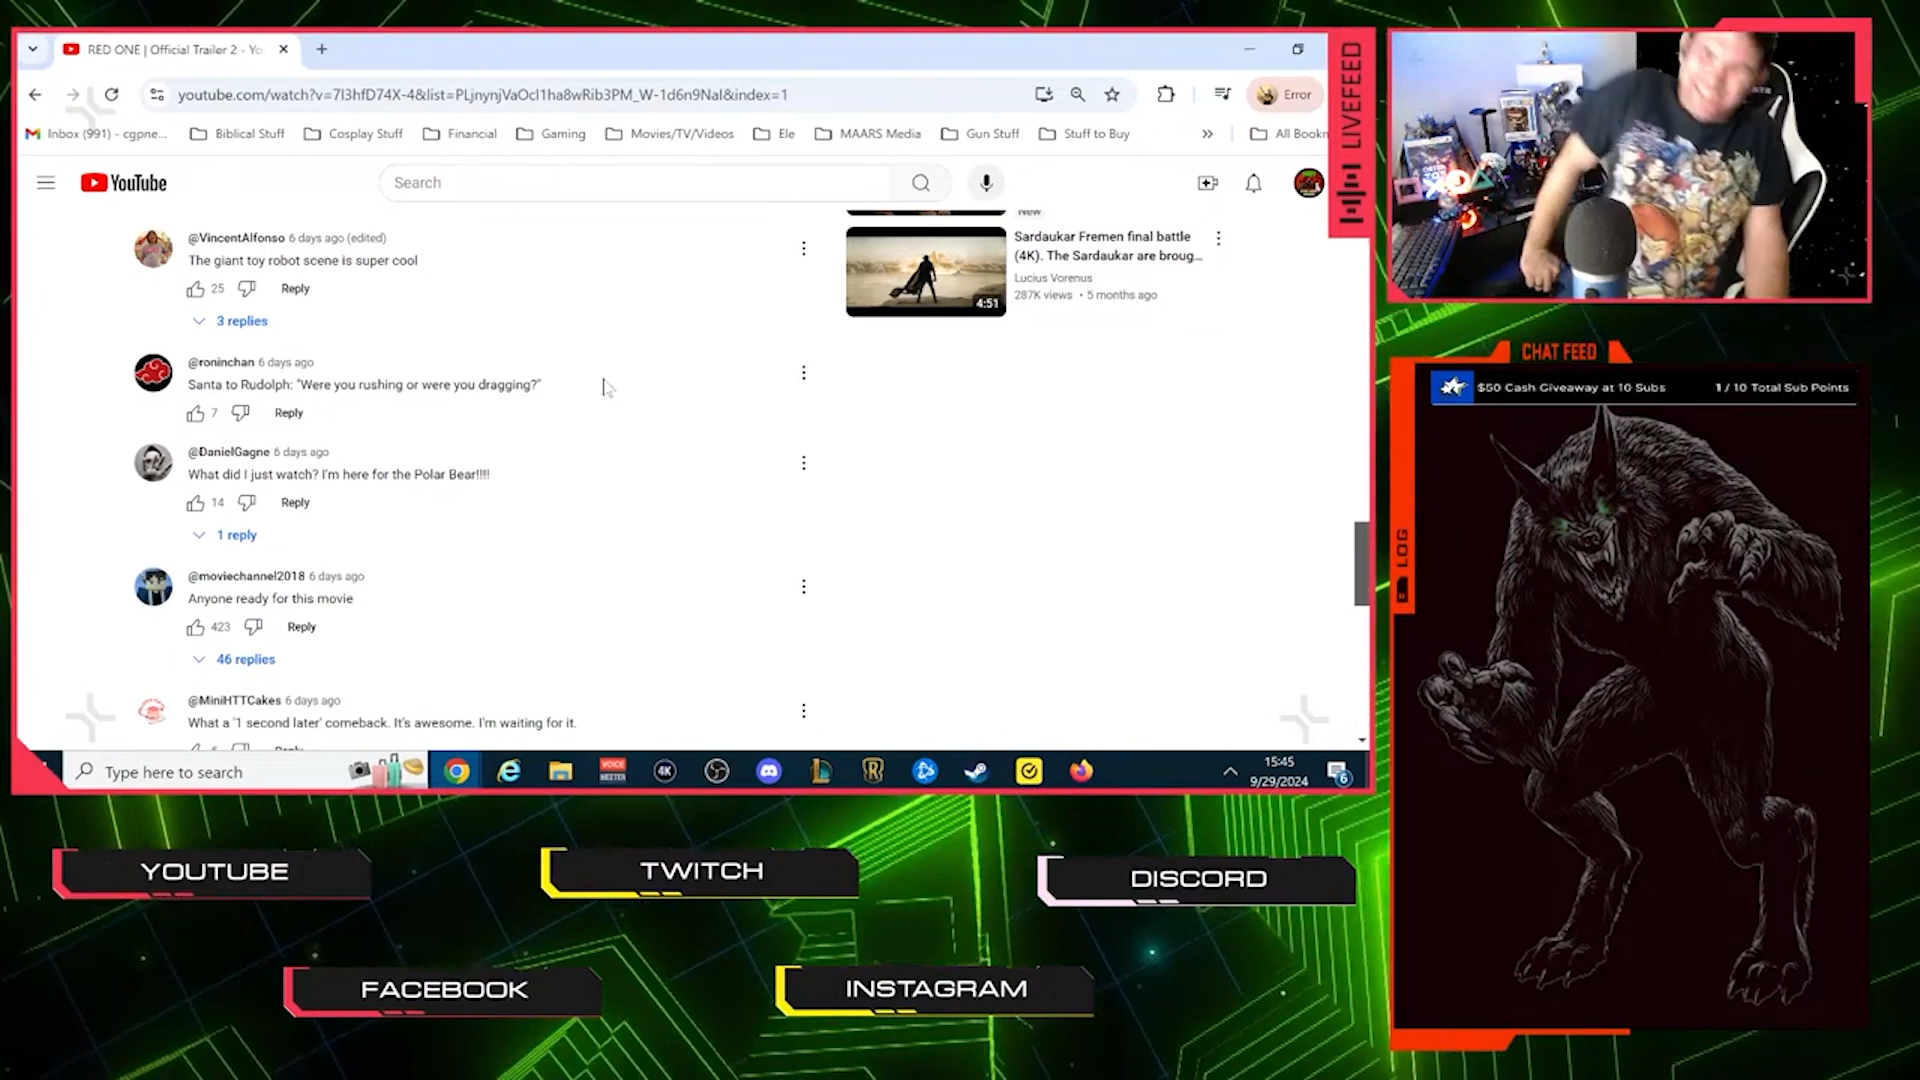 RED ONE | Official Trailer 2 - Yo
youtube.com/watch?v=7l3hfD74X-4&list=PLjnynjVaOcl1ha8wRib3PM_W-1d6n9Nal&index=1
Error
Inbox (991) - cgpne...
Biblical Stuff
Cosplay Stuff
Financial
Gaming
Movies/TV/Videos
Ele
MAARS Media
Gun Stuff
Stuff to Buy
»
All Bookn
YouTube
Search
@VincentAlfonso 6 days ago (edited)
The giant toy robot scene is super cool
25
Reply
3 replies
@roninchan 6 days ago
Santa to Rudolph: "Were you rushing or were you dragging?"
7
Reply
@DanielGagne 6 days ago
What did I just watch? I'm here for the Polar Bear!!!!
14
Reply
1 reply
@moviechannel2018 6 days ago
Anyone ready for this movie
423
Reply
46 replies
@MiniHTTCakes 6 days ago
What a '1 second later' comeback. It's awesome. I'm waiting for it.
New
Sardaukar Fremen final battle
(4K). The Sardaukar are broug...
Lucius Vorenus
287K views • 5 months ago
4:51
Type here to search
VOICE
MEETER
4K
15:45
9/29/2024
6
LIVEFEED
CHAT FEED
$50 Cash Giveaway at 10 Subs
1 / 10 Total Sub Points
LOG
YOUTUBE
TWITCH
DISCORD
FACEBOOK
INSTAGRAM